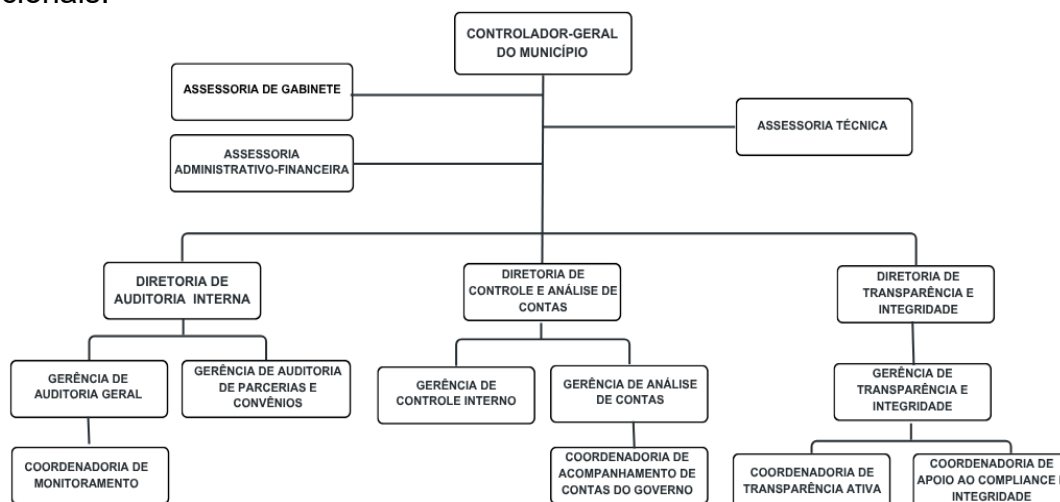 CONTROLADOR-GERAL
DO MUNICÍPIO
ASSESSORIA DE GABINETE
ASSESSORIA TÉCNICA
ASSESSORIA
ADMINISTRATIVO-FINANCEIRA
DIRETORIA DE
AUDITORIA INTERNA
DIRETORIA DE
CONTROLE E ANÁLISE DE
CONTAS
DIRETORIA DE
TRANSPARÊNCIA E
INTEGRIDADE
GERÊNCIA DE
AUDITORIA GERAL
GERÊNCIA DE AUDITORIA
DE PARCERIAS E
CONVÊNIOS
GERÊNCIA DE
CONTROLE INTERNO
GERÊNCIA DE ANÁLISE
DE CONTAS
GERÊNCIA DE
TRANSPARÊNCIA E
INTEGRIDADE
COORDENADORIA DE
MONITORAMENTO
COORDENADORIA DE
ACOMPANHAMENTO DE
CONTAS DO GOVERNO
COORDENADORIA DE
TRANSPARÊNCIA ATIVA
COORDENADORIA DE
APOIO AO COMPLIANCE E
INTEGRIDADE